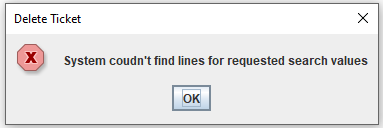 Delete Ticket
System coudn't find lines for requested search values
OK